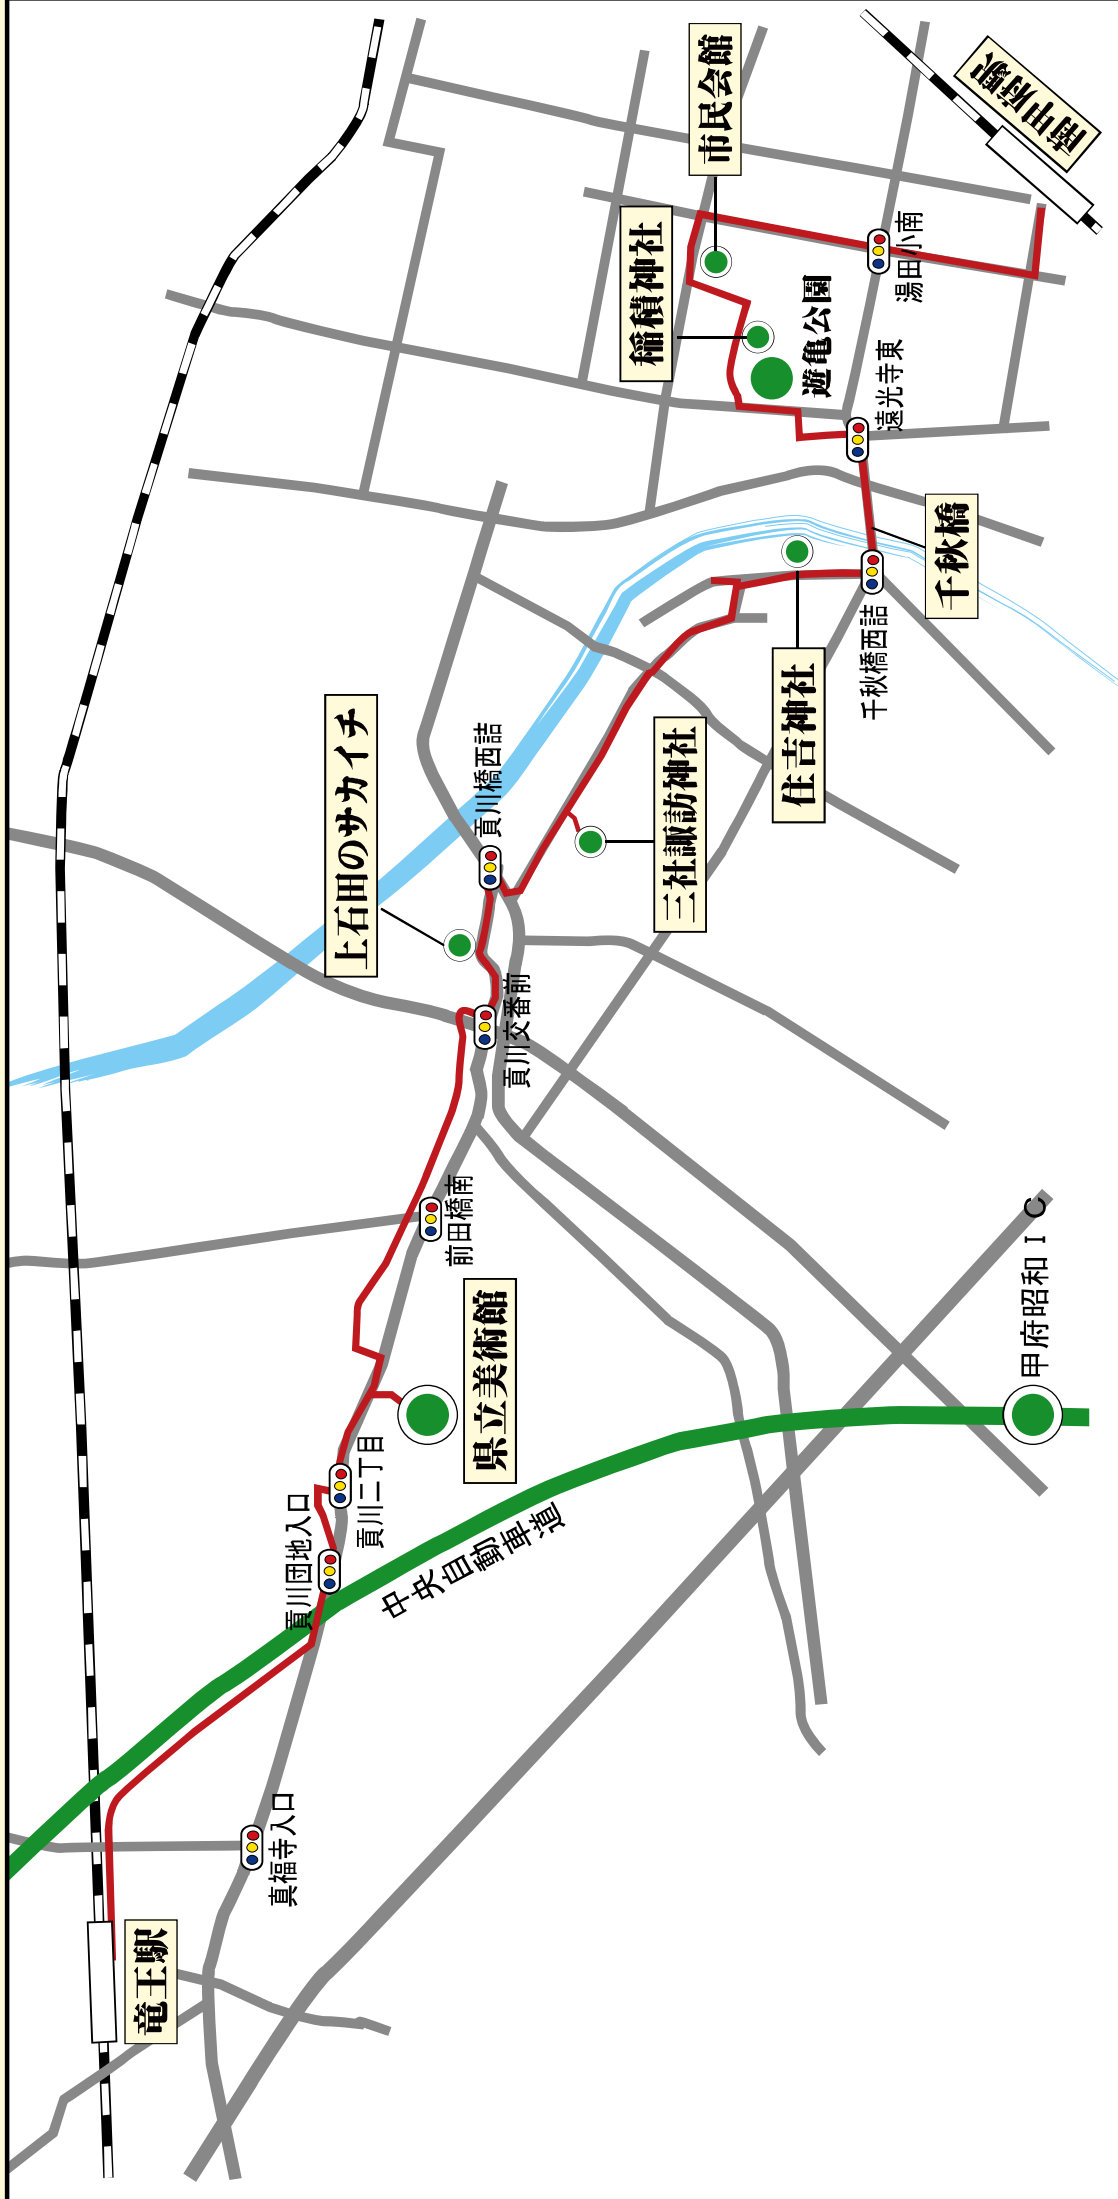 竜王駅
真福寺入口
貢川団地入口
貢川二丁目
中央自動車道
県立美術館
前田橋南
甲府昭和ＩＣ
貢川交番前
上石田のサカイチ
貢川橋西詰
三社諏訪神社
住吉神社
千秋橋西詰
千秋橋
遠光寺東
遊亀公園
稲積神社
市民会館
湯田小南
南甲府駅